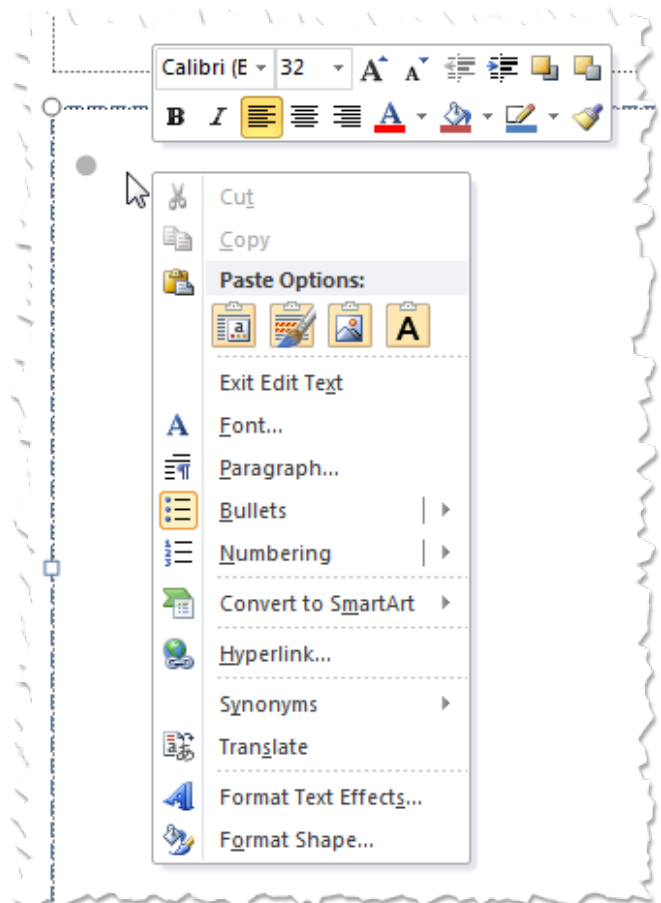 Calibri (E 32
Cut
Copy
Paste Options:
Exit Edit Text
Font...
Paragraph...
Bullets
Numbering
Convert to SmartArt
Hyperlink...
Synonyms
Translate
Format Text Effects...
Format Shape...